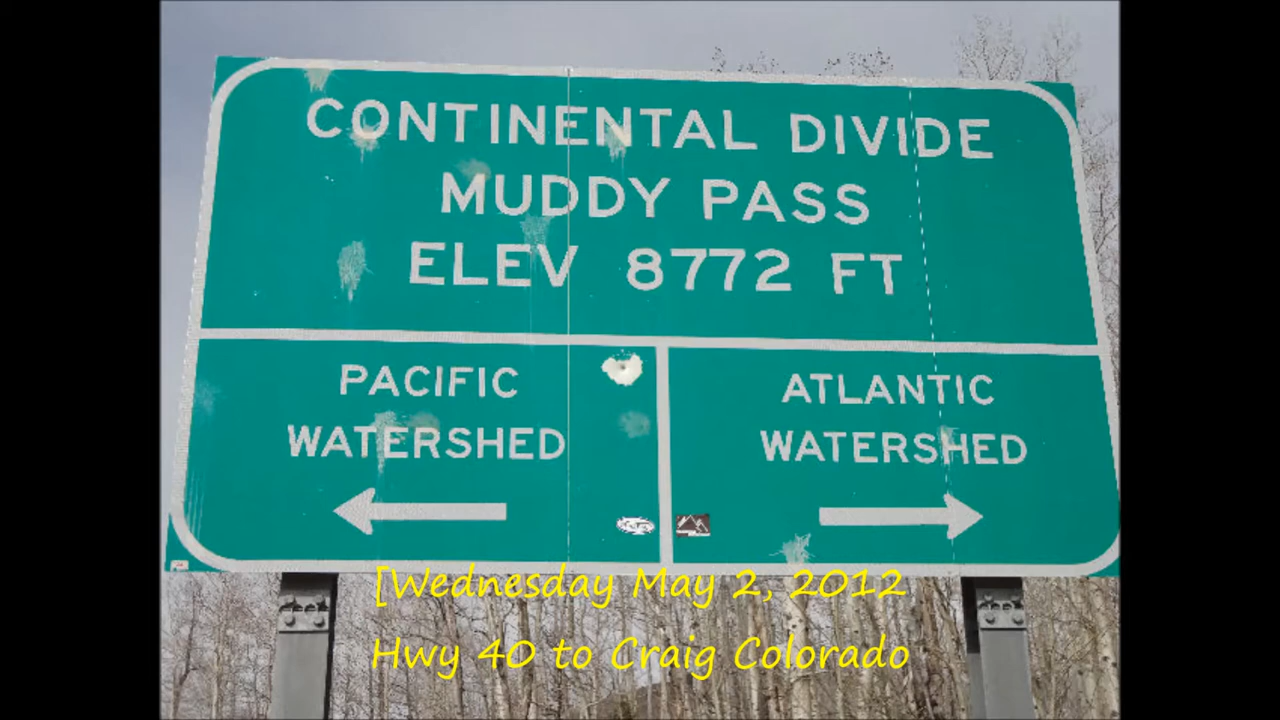 CONTINENTAL DIVIDE
MUDDY PASS
ELEV 8772 FT
PACIFIC
WATERSHED
ATLANTIC
WATERSHED
[Wednesday May 2, 2012
Hwy 40 to Craig Colorado